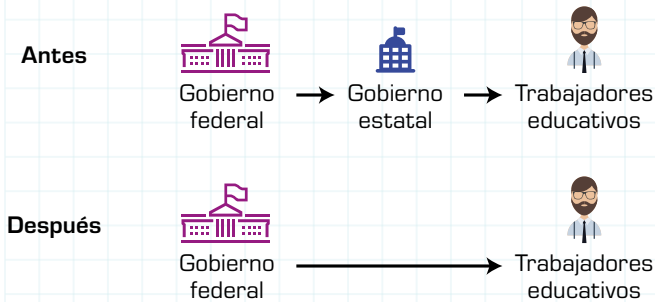 Antes
Gobierno federal → Gobierno estatal → Trabajadores educativos
Después
Gobierno federal → Trabajadores educativos